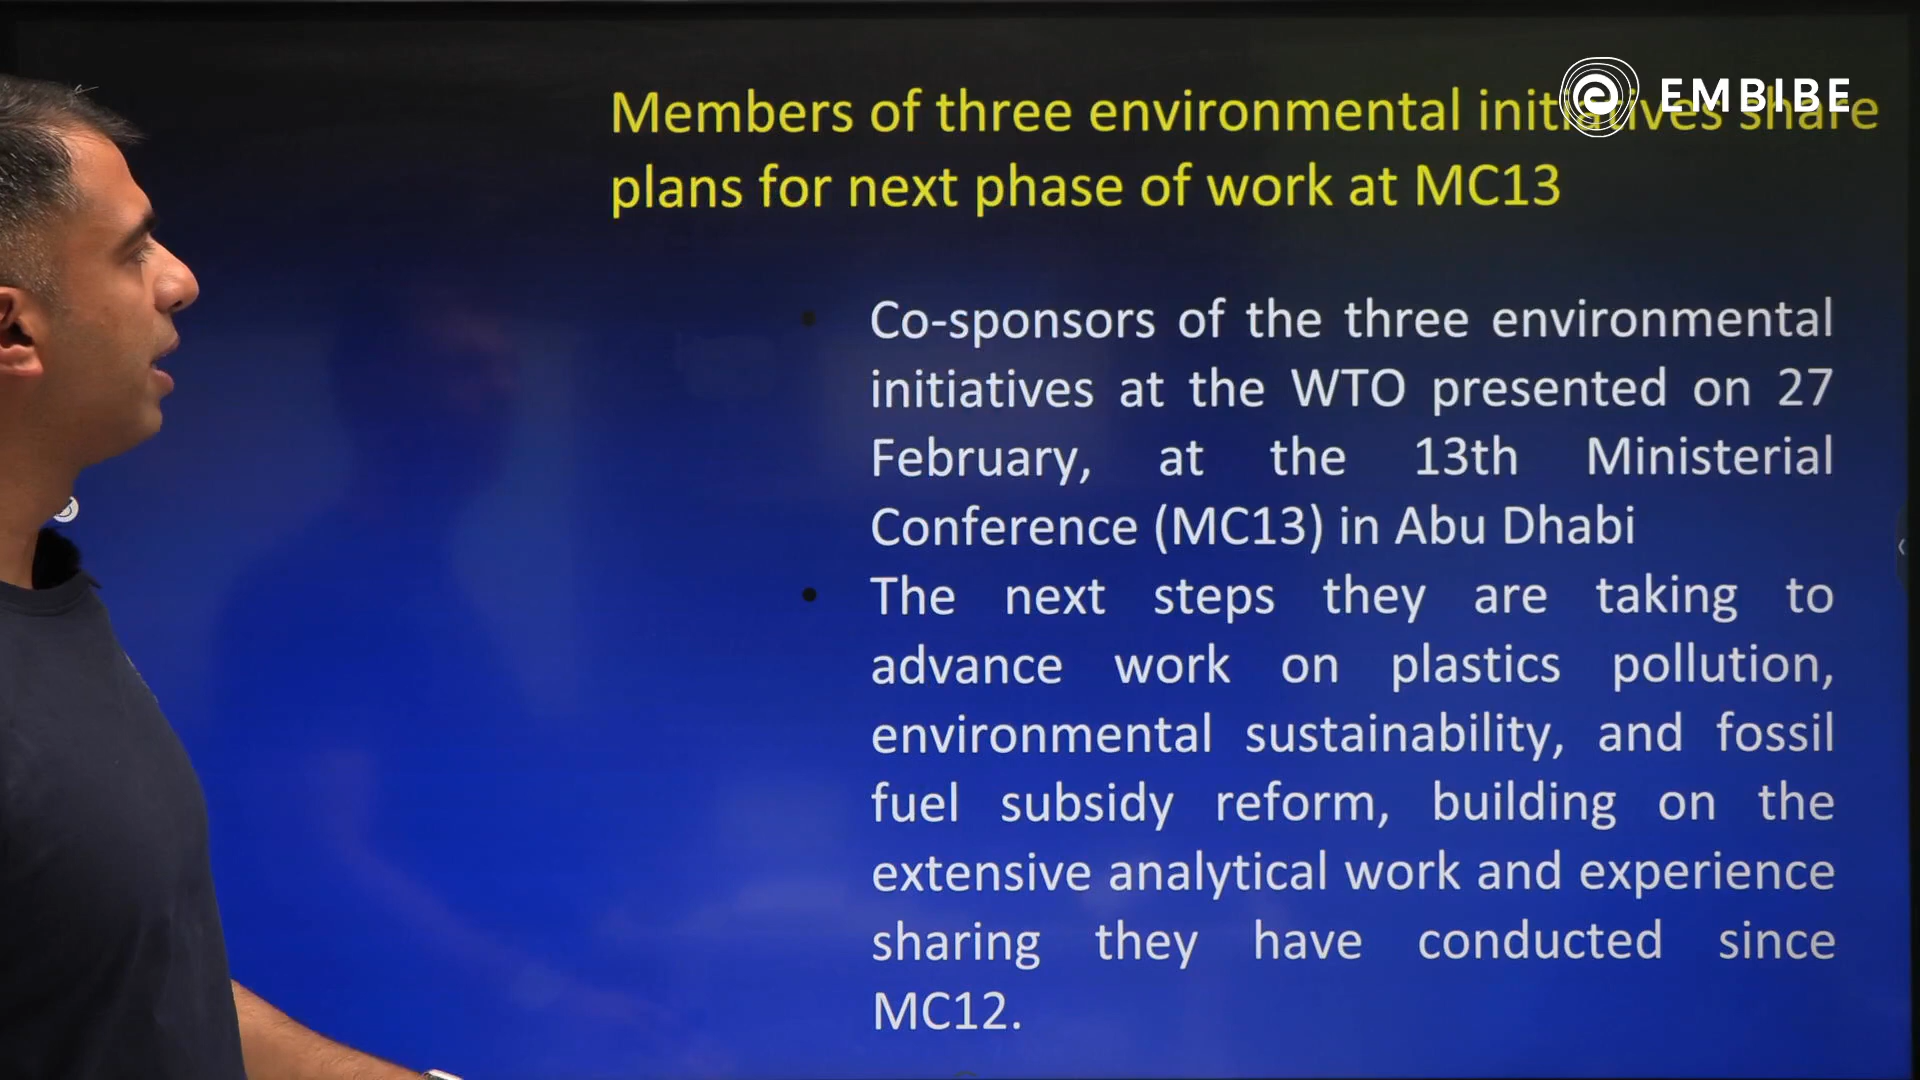 EMBIBE
Members of three environmental initiatives share
plans for next phase of work at MC13
Co-sponsors of the three environmental
initiatives at the WTO presented on 27
February, at the 13th Ministerial
Conference (MC13) in Abu Dhabi
The next steps they are taking to
advance work on plastics pollution,
environmental sustainability, and fossil
fuel subsidy reform, building on the
extensive analytical work and experience
sharing they have conducted since
MC12.